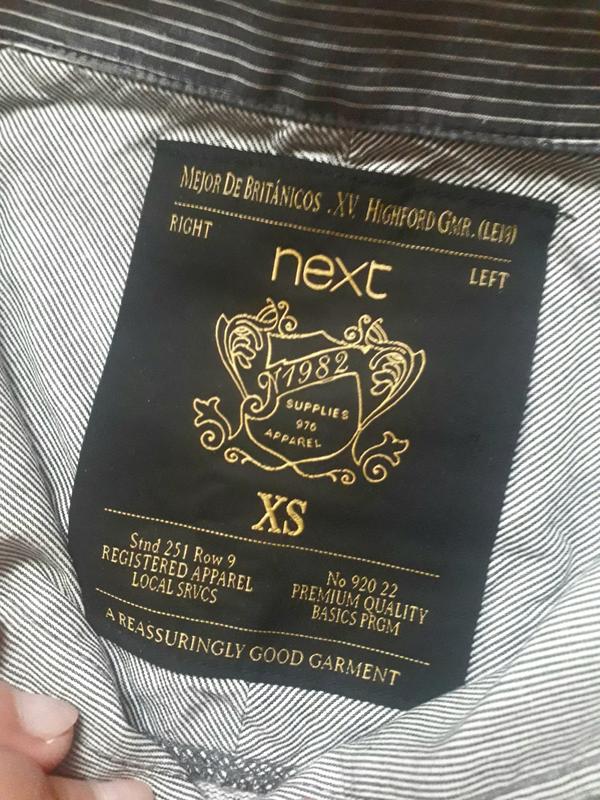 MEJOR DE BRITÁNICOS .XV. HIGHFORD GMR. (LE19)
RIGHT
LEFT
next
N1982
SUPPLIES
976
APPAREL
XS
Stnd 251 Row 9
REGISTERED APPAREL
LOCAL SRVCS
No 920 22
PREMIUM QUALITY
BASICS PRGM
A REASSURINGLY GOOD GARMENT